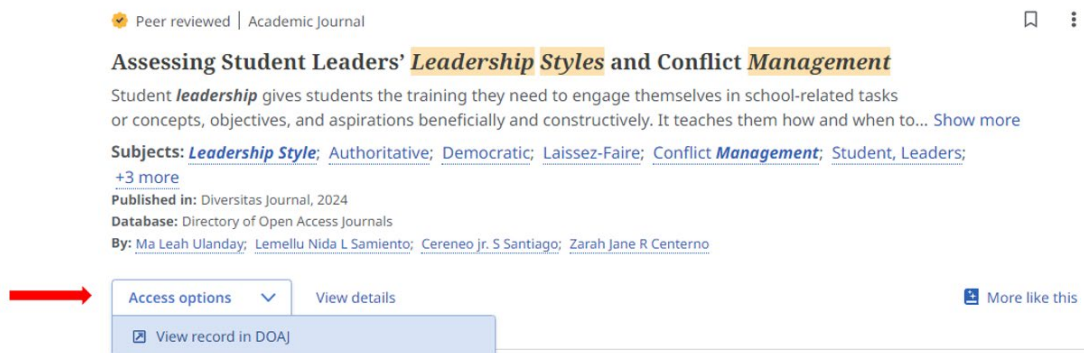 Peer reviewed | Academic Journal
Assessing Student Leaders’ Leadership Styles and Conflict Management
Student leadership gives students the training they need to engage themselves in school-related tasks
or concepts, objectives, and aspirations beneficially and constructively. It teaches them how and when to... Show more
Subjects: Leadership Style; Authoritative; Democratic; Laissez-Faire; Conflict Management; Student, Leaders;
+3 more
Published in: Diversitas Journal, 2024
Database: Directory of Open Access Journals
By: Ma Leah Ulanday; Lemellu Nida L Samiento; Cereneo jr. S Santiago; Zarah Jane R Centerno
Access options View details More like this
View record in DOAJ